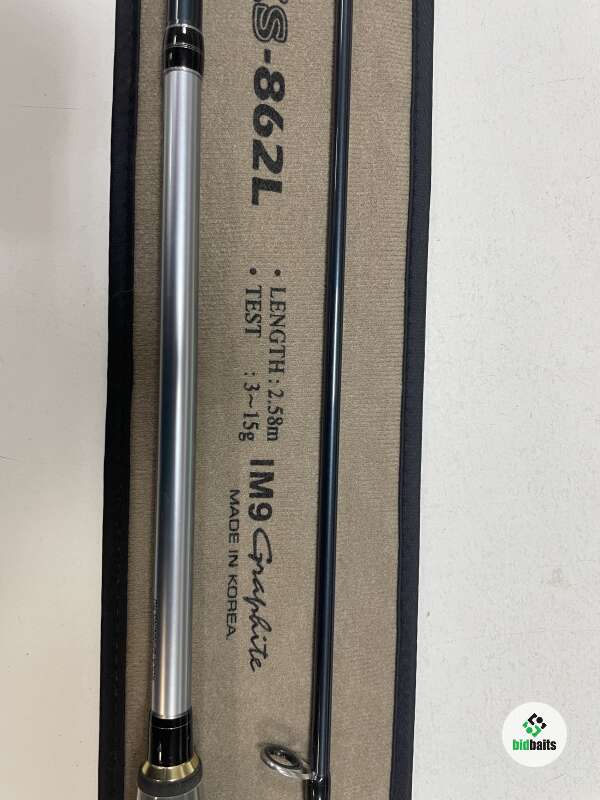 S-862L
• LENGTH : 2.58m
• TEST : 3~15g
IM9 Graphite
MADE IN KOREA
bidbaits